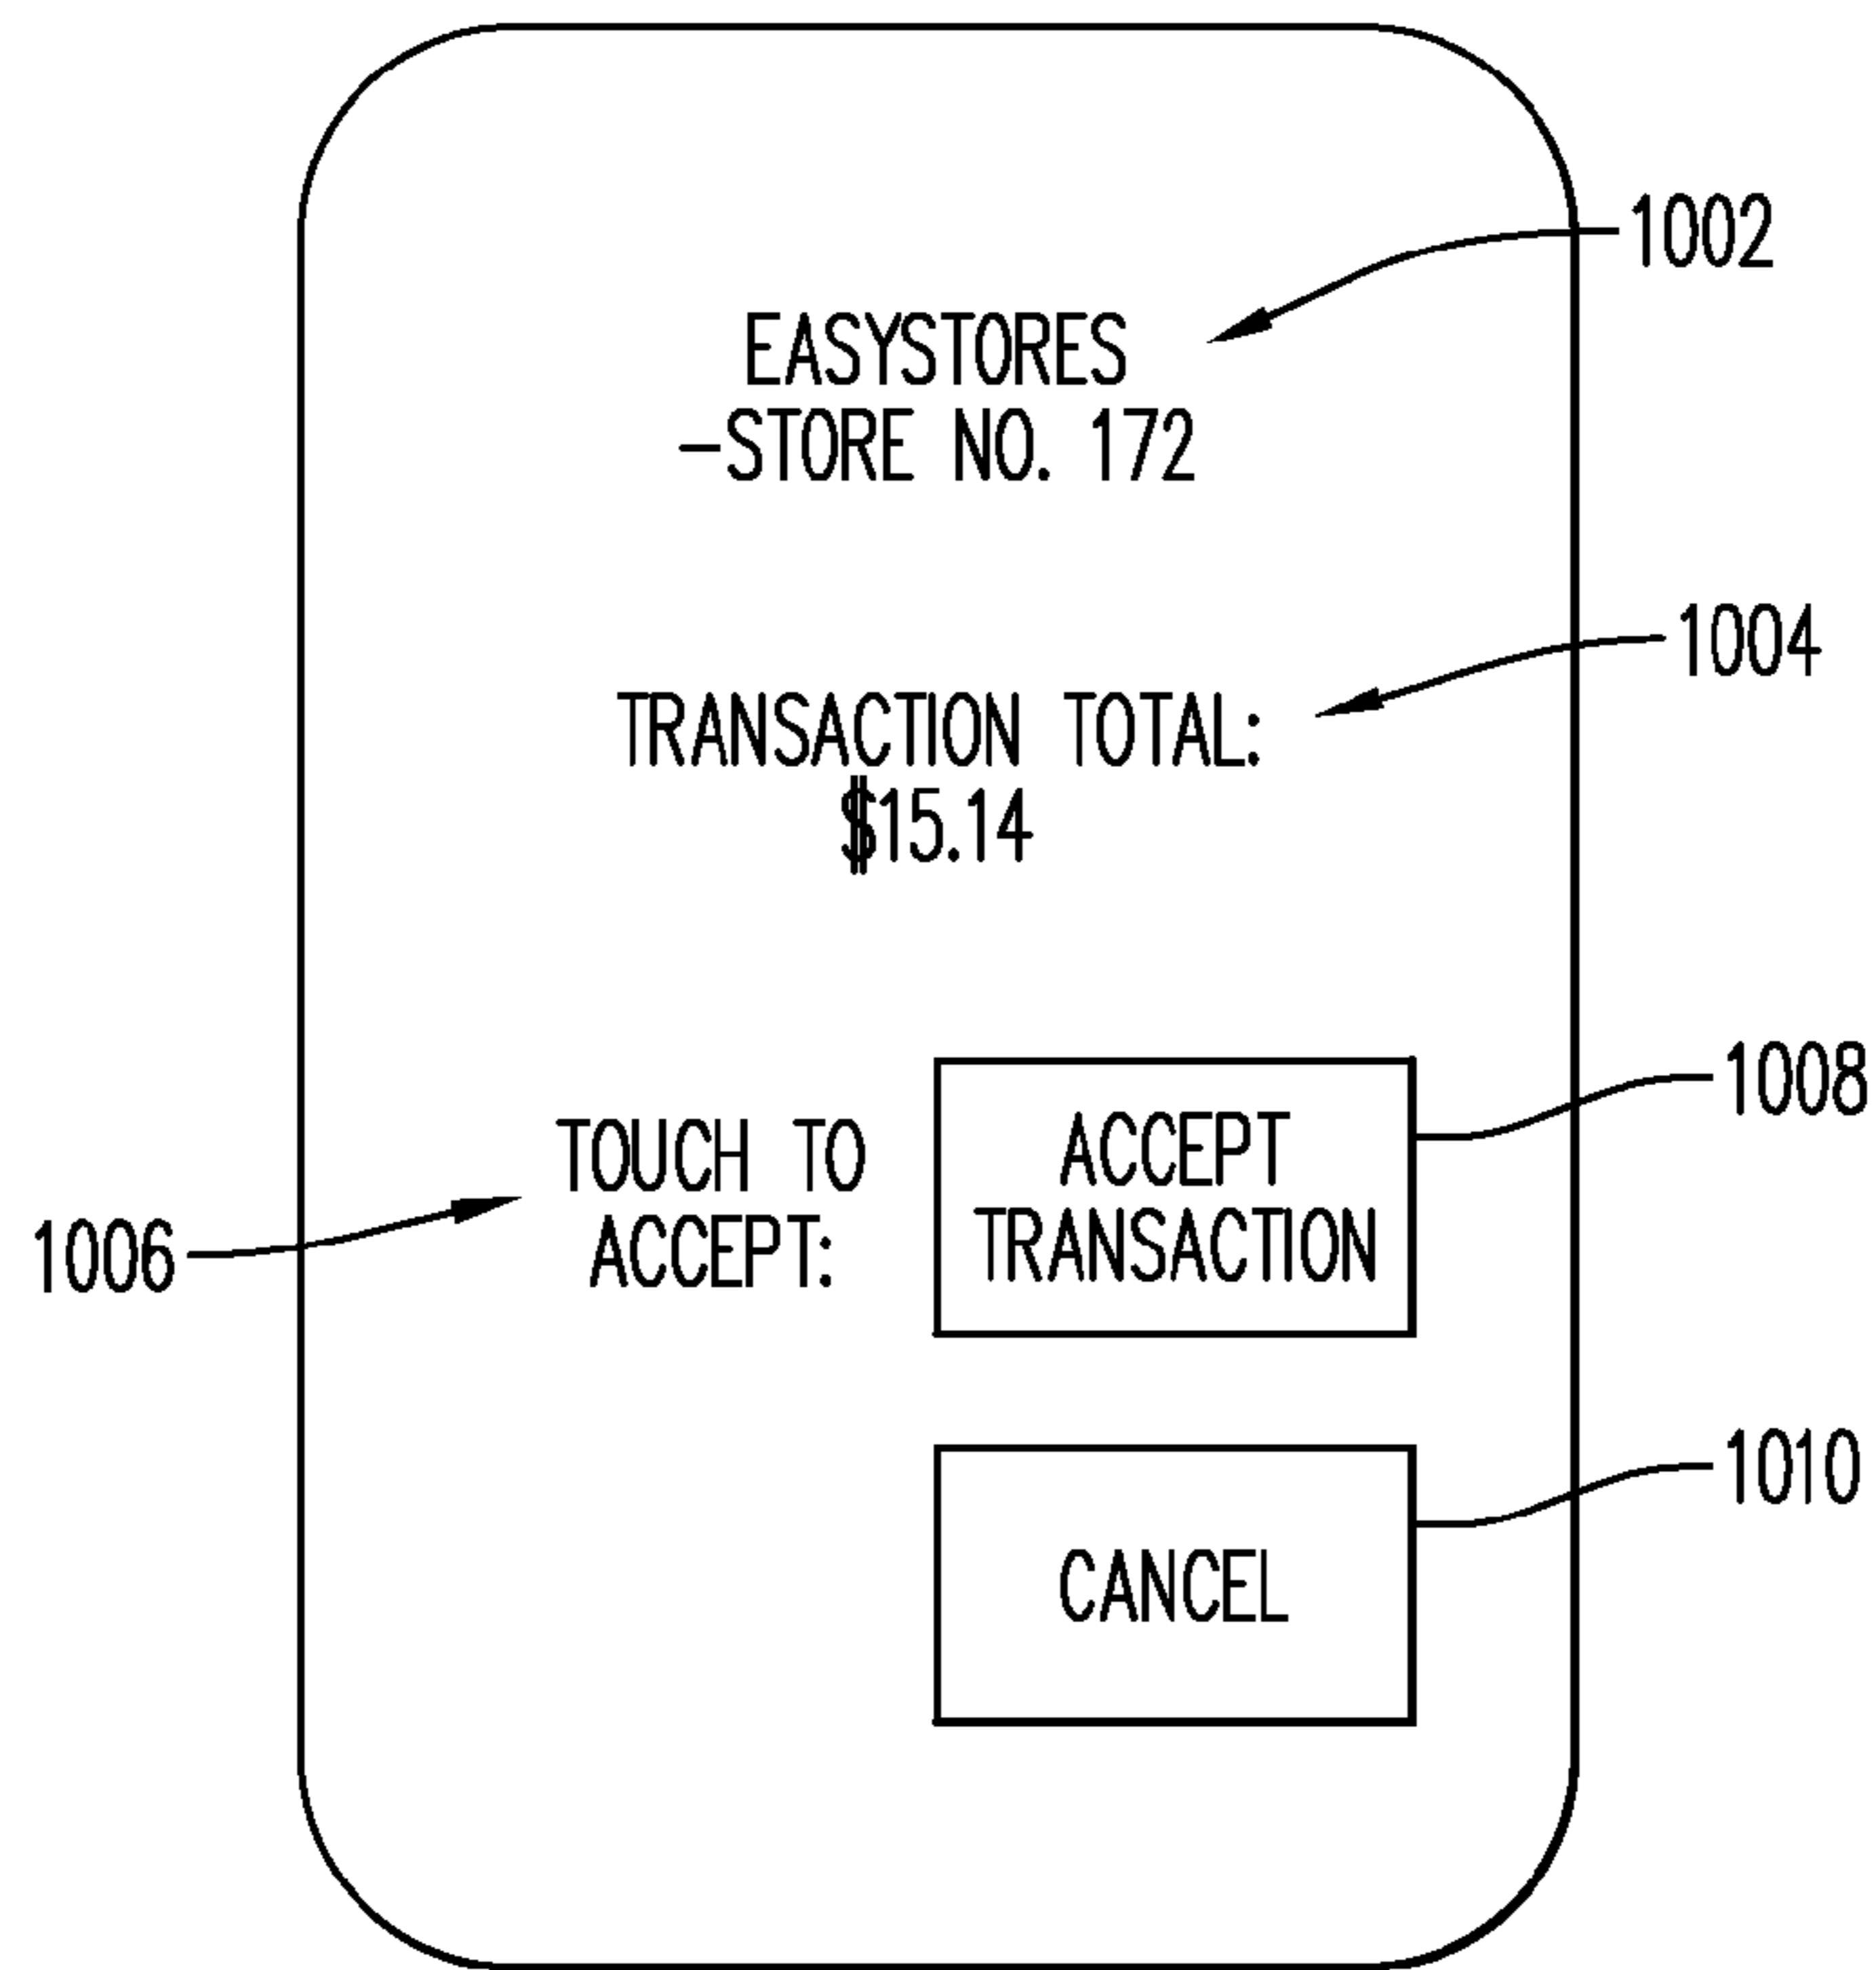 1002
EASYSTORES
-STORE NO. 172
1004
TRANSACTION TOTAL:
$15.14
1008
TOUCH TO
ACCEPT:
ACCEPT
TRANSACTION
1006
1010
CANCEL